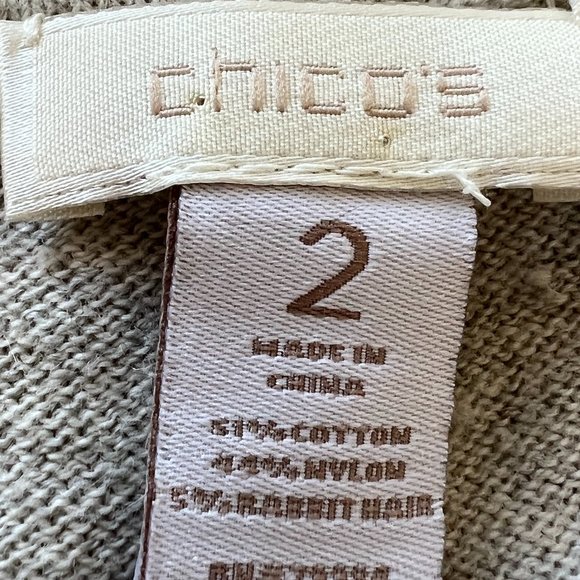 chico's
2
MADE IN
CHINA
51% COTTON
44% NYLON
5% RABBIT HAIR